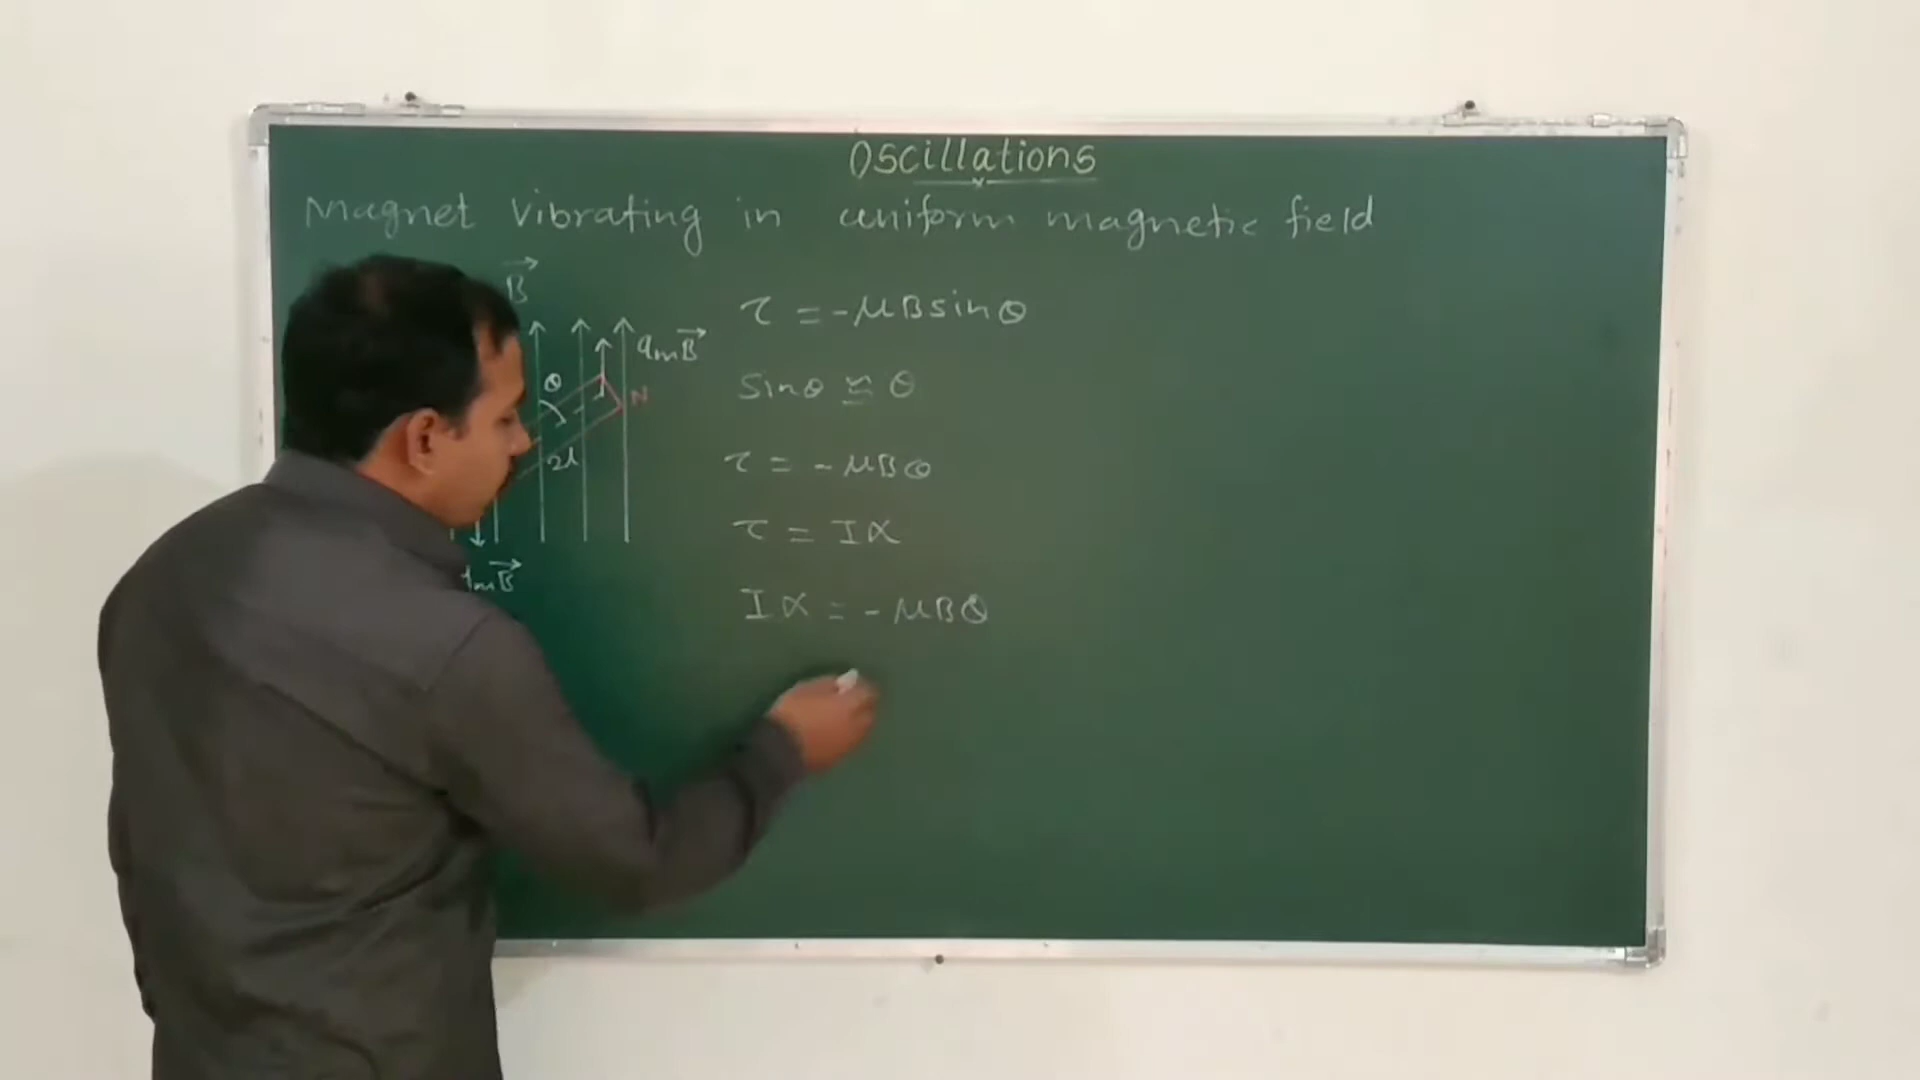 Oscillations
Magnet Vibrating in uniform magnetic field
B
qmB
θ
N
2l
qmB
τ = -μBsinθ
sinθ ≃ θ
τ = -μBθ
τ = Iα
Iα = -μBθ